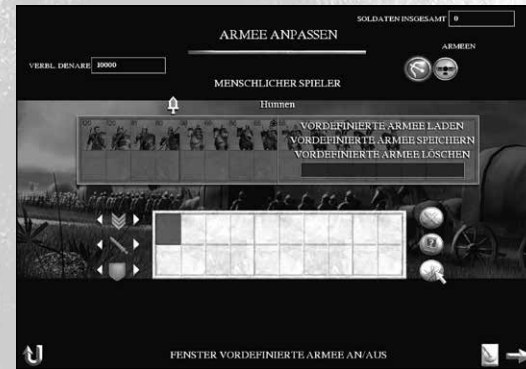 SOLDATEN INSGESAMT 0
ARMEE ANPASSEN
ARMEEN
VERBL. DENARE 10000
MENSCHLICHER SPIELER
Hunnen
VORDEFINIERTE ARMEE LADEN
VORDEFINIERTE ARMEE SPEICHERN
VORDEFINIERTE ARMEE LÖSCHEN
FENSTER VORDEFINIERTE ARMEE AN/AUS